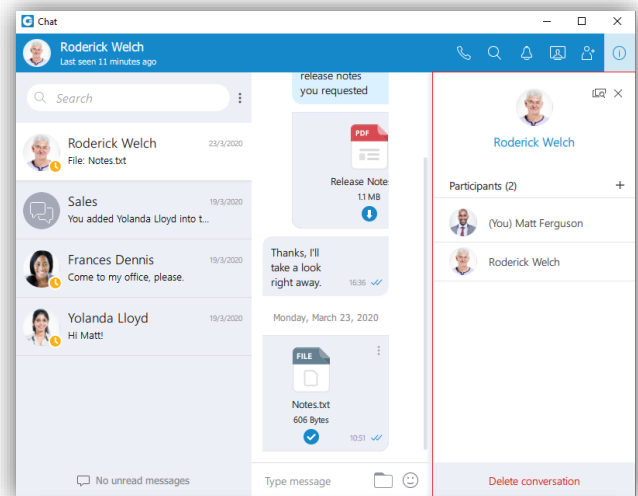 Chat
Roderick Welch
Last seen 11 minutes ago
Search
Roderick Welch
23/3/2020
File: Notes.txt
Sales
19/3/2020
You added Yolanda Lloyd into t...
Frances Dennis
19/3/2020
Come to my office, please.
Yolanda Lloyd
19/3/2020
Hi Matt!
No unread messages
release notes
you requested
PDF
Release Note
1.1 MB
Thanks, I'll
take a look
right away.
16:36
Monday, March 23, 2020
FILE
Notes.txt
606 Bytes
10:51
Type message
Roderick Welch
Participants (2)
(You) Matt Ferguson
Roderick Welch
Delete conversation